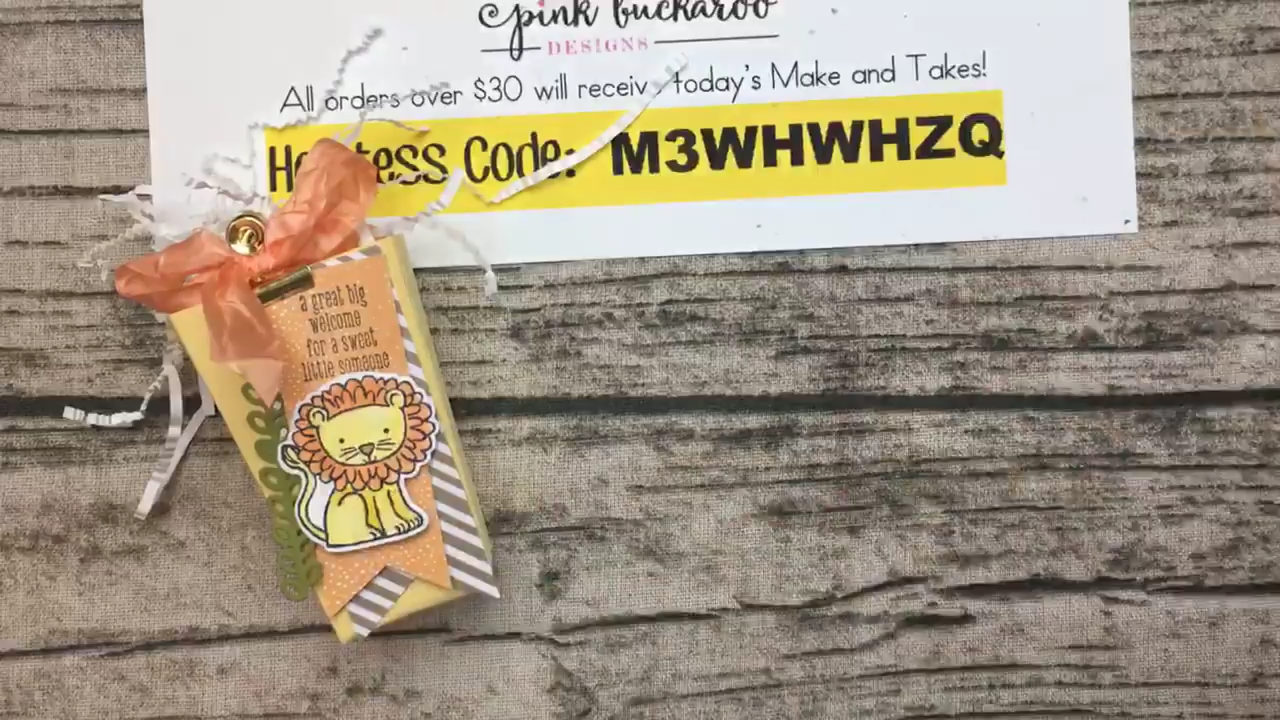 pink buckaroo
DESIGNS
All orders over $30 will receiv today's Make and Takes!
Hostess Code: M3WHWHZQ
a great big
welcome
for a sweet
little someone